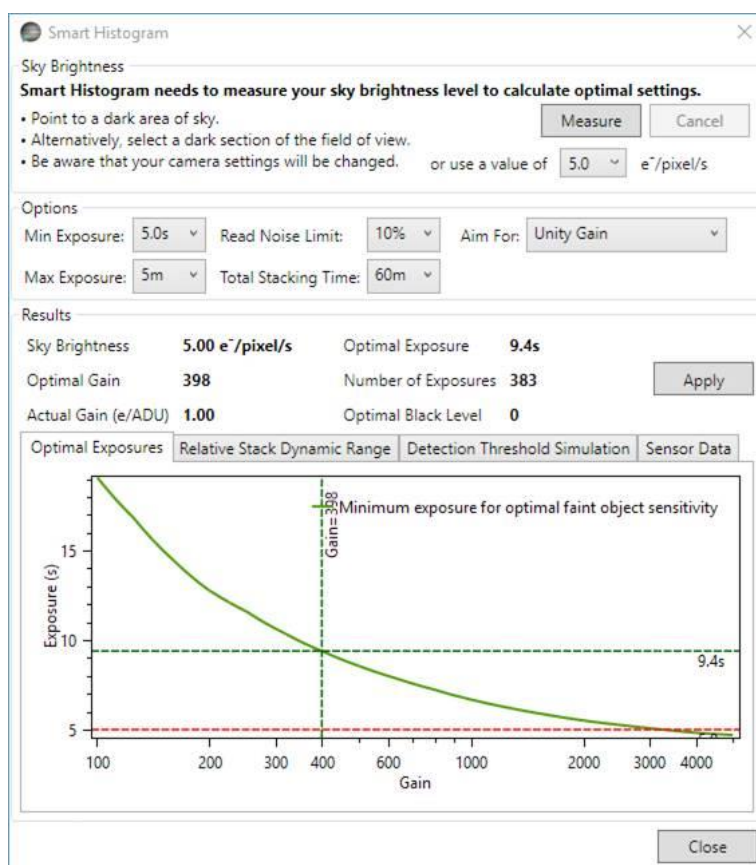 Smart Histogram
Sky Brightness
Smart Histogram needs to measure your sky brightness level to calculate optimal settings.
• Point to a dark area of sky.
• Alternatively, select a dark section of the field of view.
• Be aware that your camera settings will be changed.
Measure Cancel
or use a value of 5.0 e⁻/pixel/s
Options
Min Exposure: 5.0s Read Noise Limit: 10% Aim For: Unity Gain
Max Exposure: 5m Total Stacking Time: 60m
Results
Sky Brightness 5.00 e⁻/pixel/s Optimal Exposure 9.4s
Optimal Gain 398 Number of Exposures 383 Apply
Actual Gain (e/ADU) 1.00 Optimal Black Level 0
Optimal Exposures Relative Stack Dynamic Range Detection Threshold Simulation Sensor Data
Minimum exposure for optimal faint object sensitivity
Gain=398
Exposure (s)
15
10
5
9.4s
100 200 300 400 600 1000 2000 3000 4000
Gain
Close